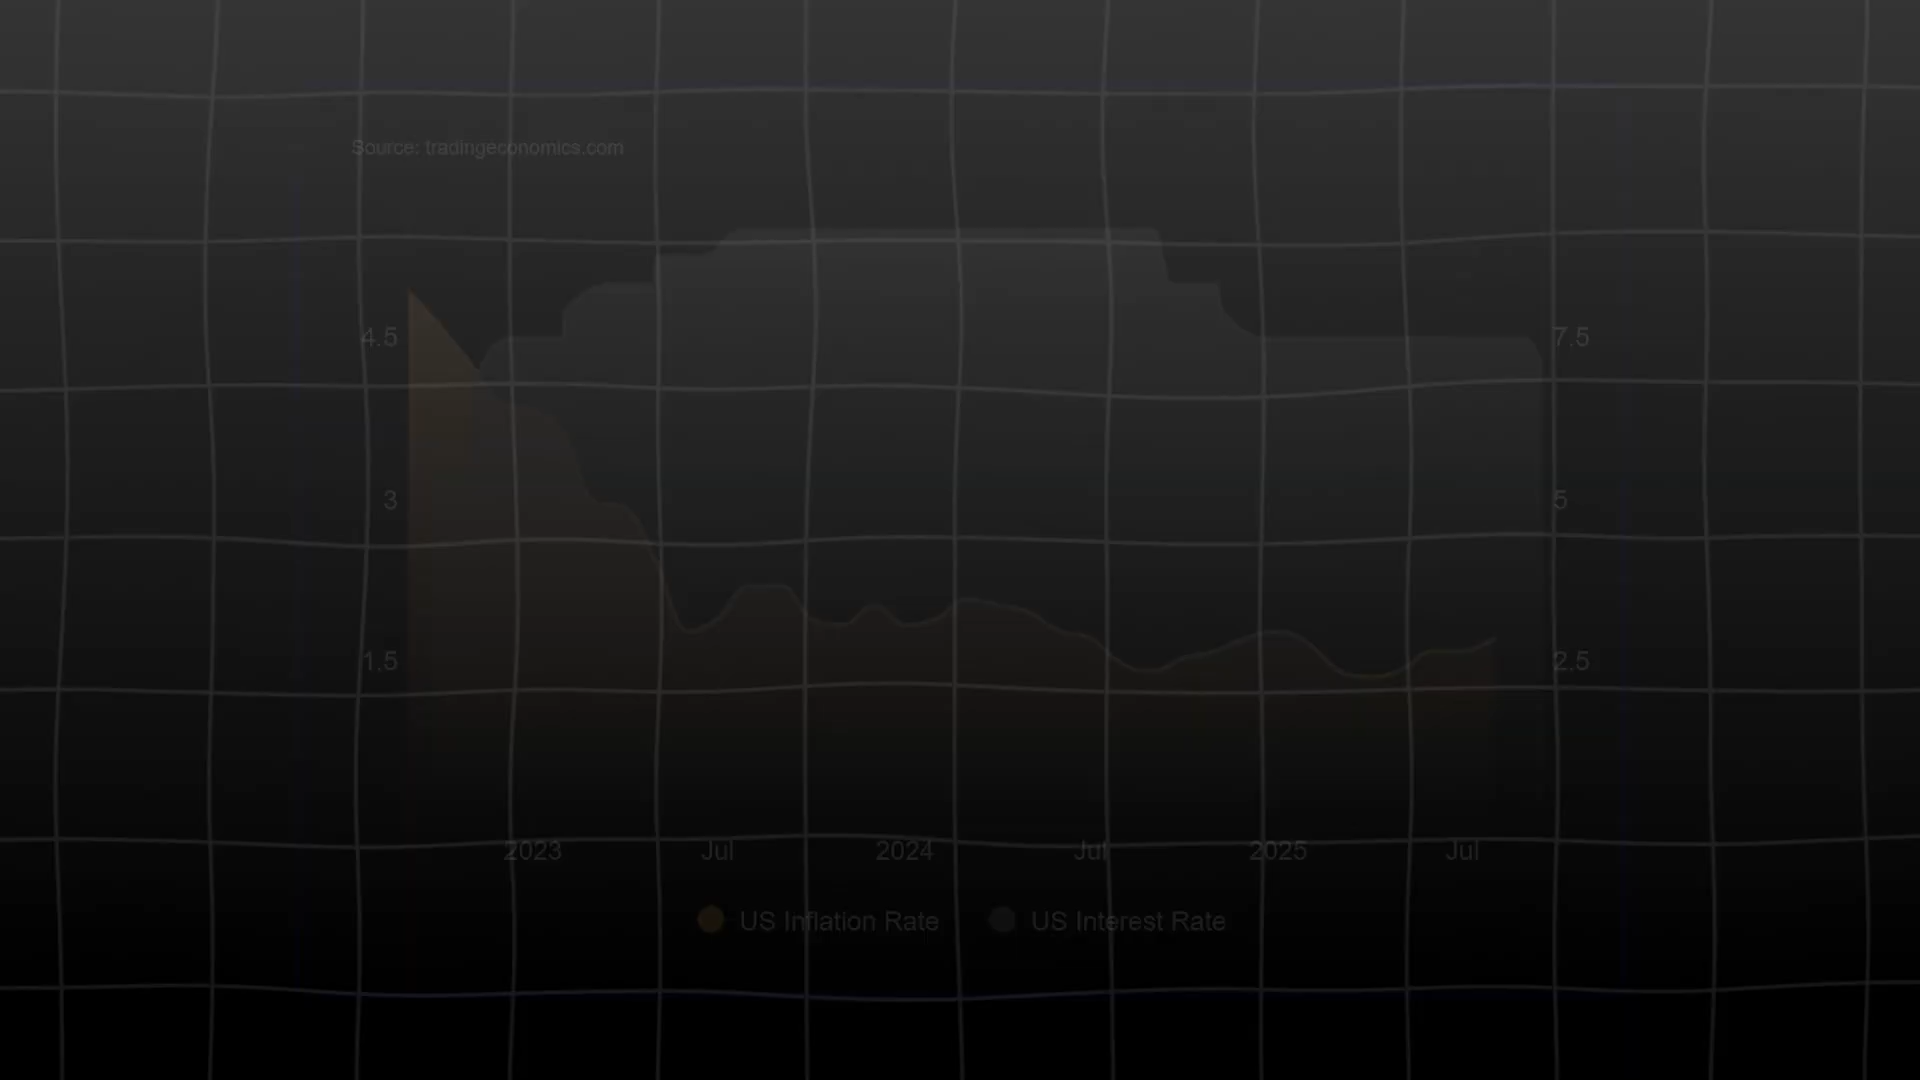 Source: tradingeconomics.com
4.5 7.5
3 5
1.5 2.5
2023 Jul 2024 Jul 2025 Jul
US Inflation Rate US Interest Rate